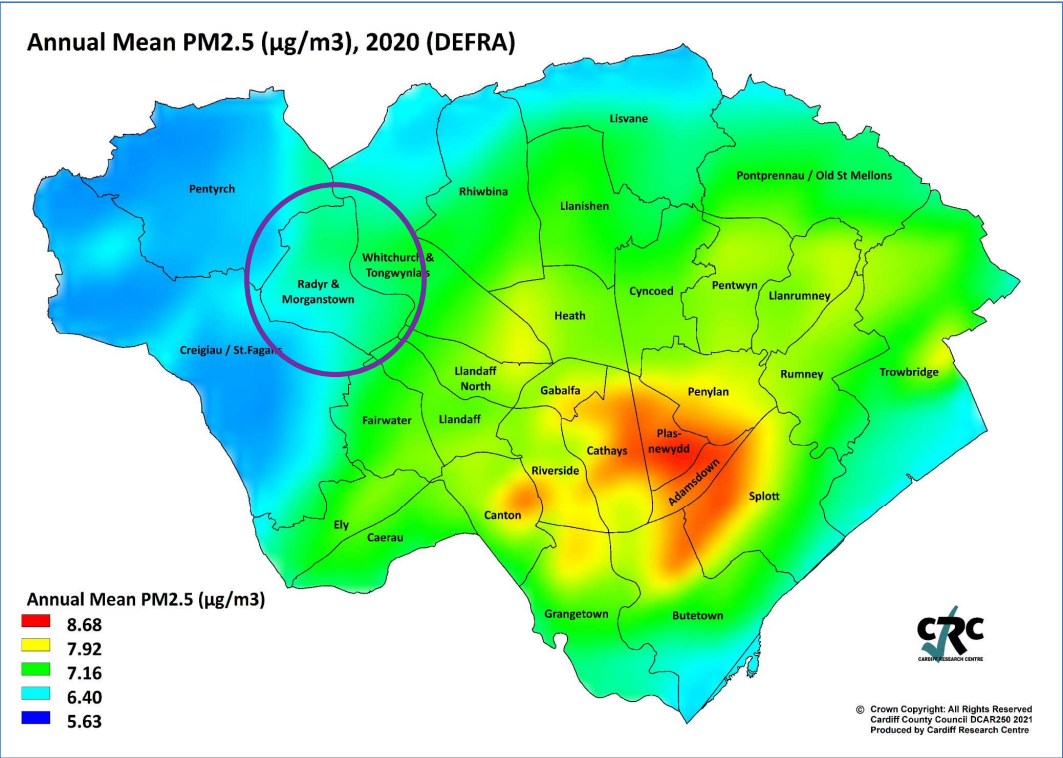 Annual Mean PM2.5 (µg/m3), 2020 (DEFRA)
Lisvane
Pontprennau / Old St Mellons
Pentyrch
Rhiwbina
Llanishen
Whitchurch &
Tongwynlais
Radyr &
Morganstown
Cyncoed
Pentwyn
Llanrumney
Heath
Creigiau / St.Fagans
Llandaff
North
Gabalfa
Penylan
Rumney
Trowbridge
Fairwater
Llandaff
Cathays
Plas-
newydd
Riverside
Adamsdown
Splott
Canton
Ely
Caerau
Grangetown
Butetown
Annual Mean PM2.5 (µg/m3)
8.68
7.92
7.16
6.40
5.63
CRC
CARDIFF RESEARCH CENTRE
© Crown Copyright: All Rights Reserved
Cardiff County Council DCAR250 2021
Produced by Cardiff Research Centre